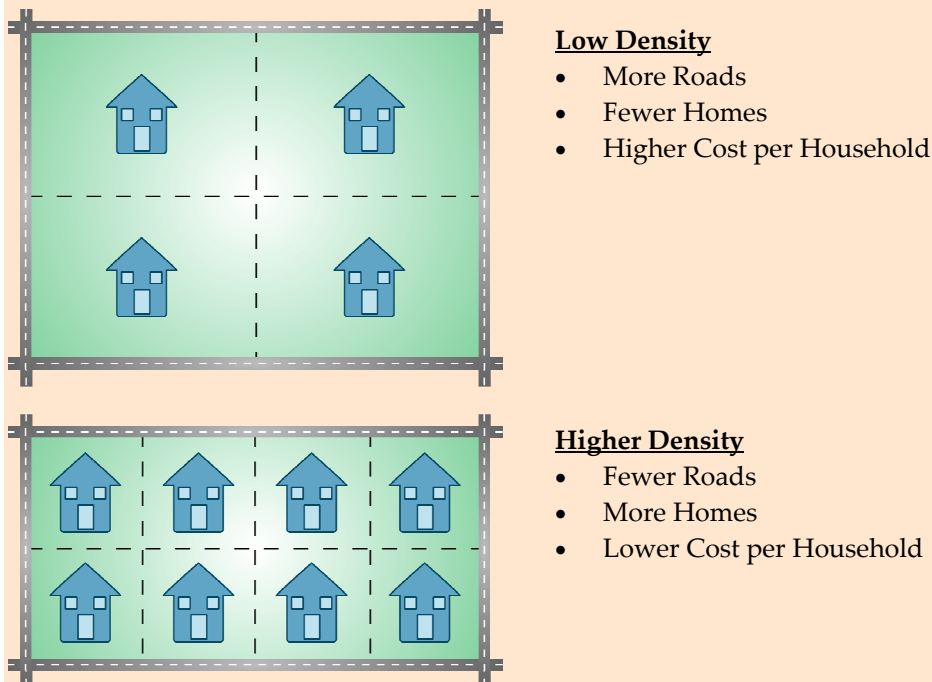 Low Density
• More Roads
• Fewer Homes
• Higher Cost per Household
Higher Density
• Fewer Roads
• More Homes
• Lower Cost per Household